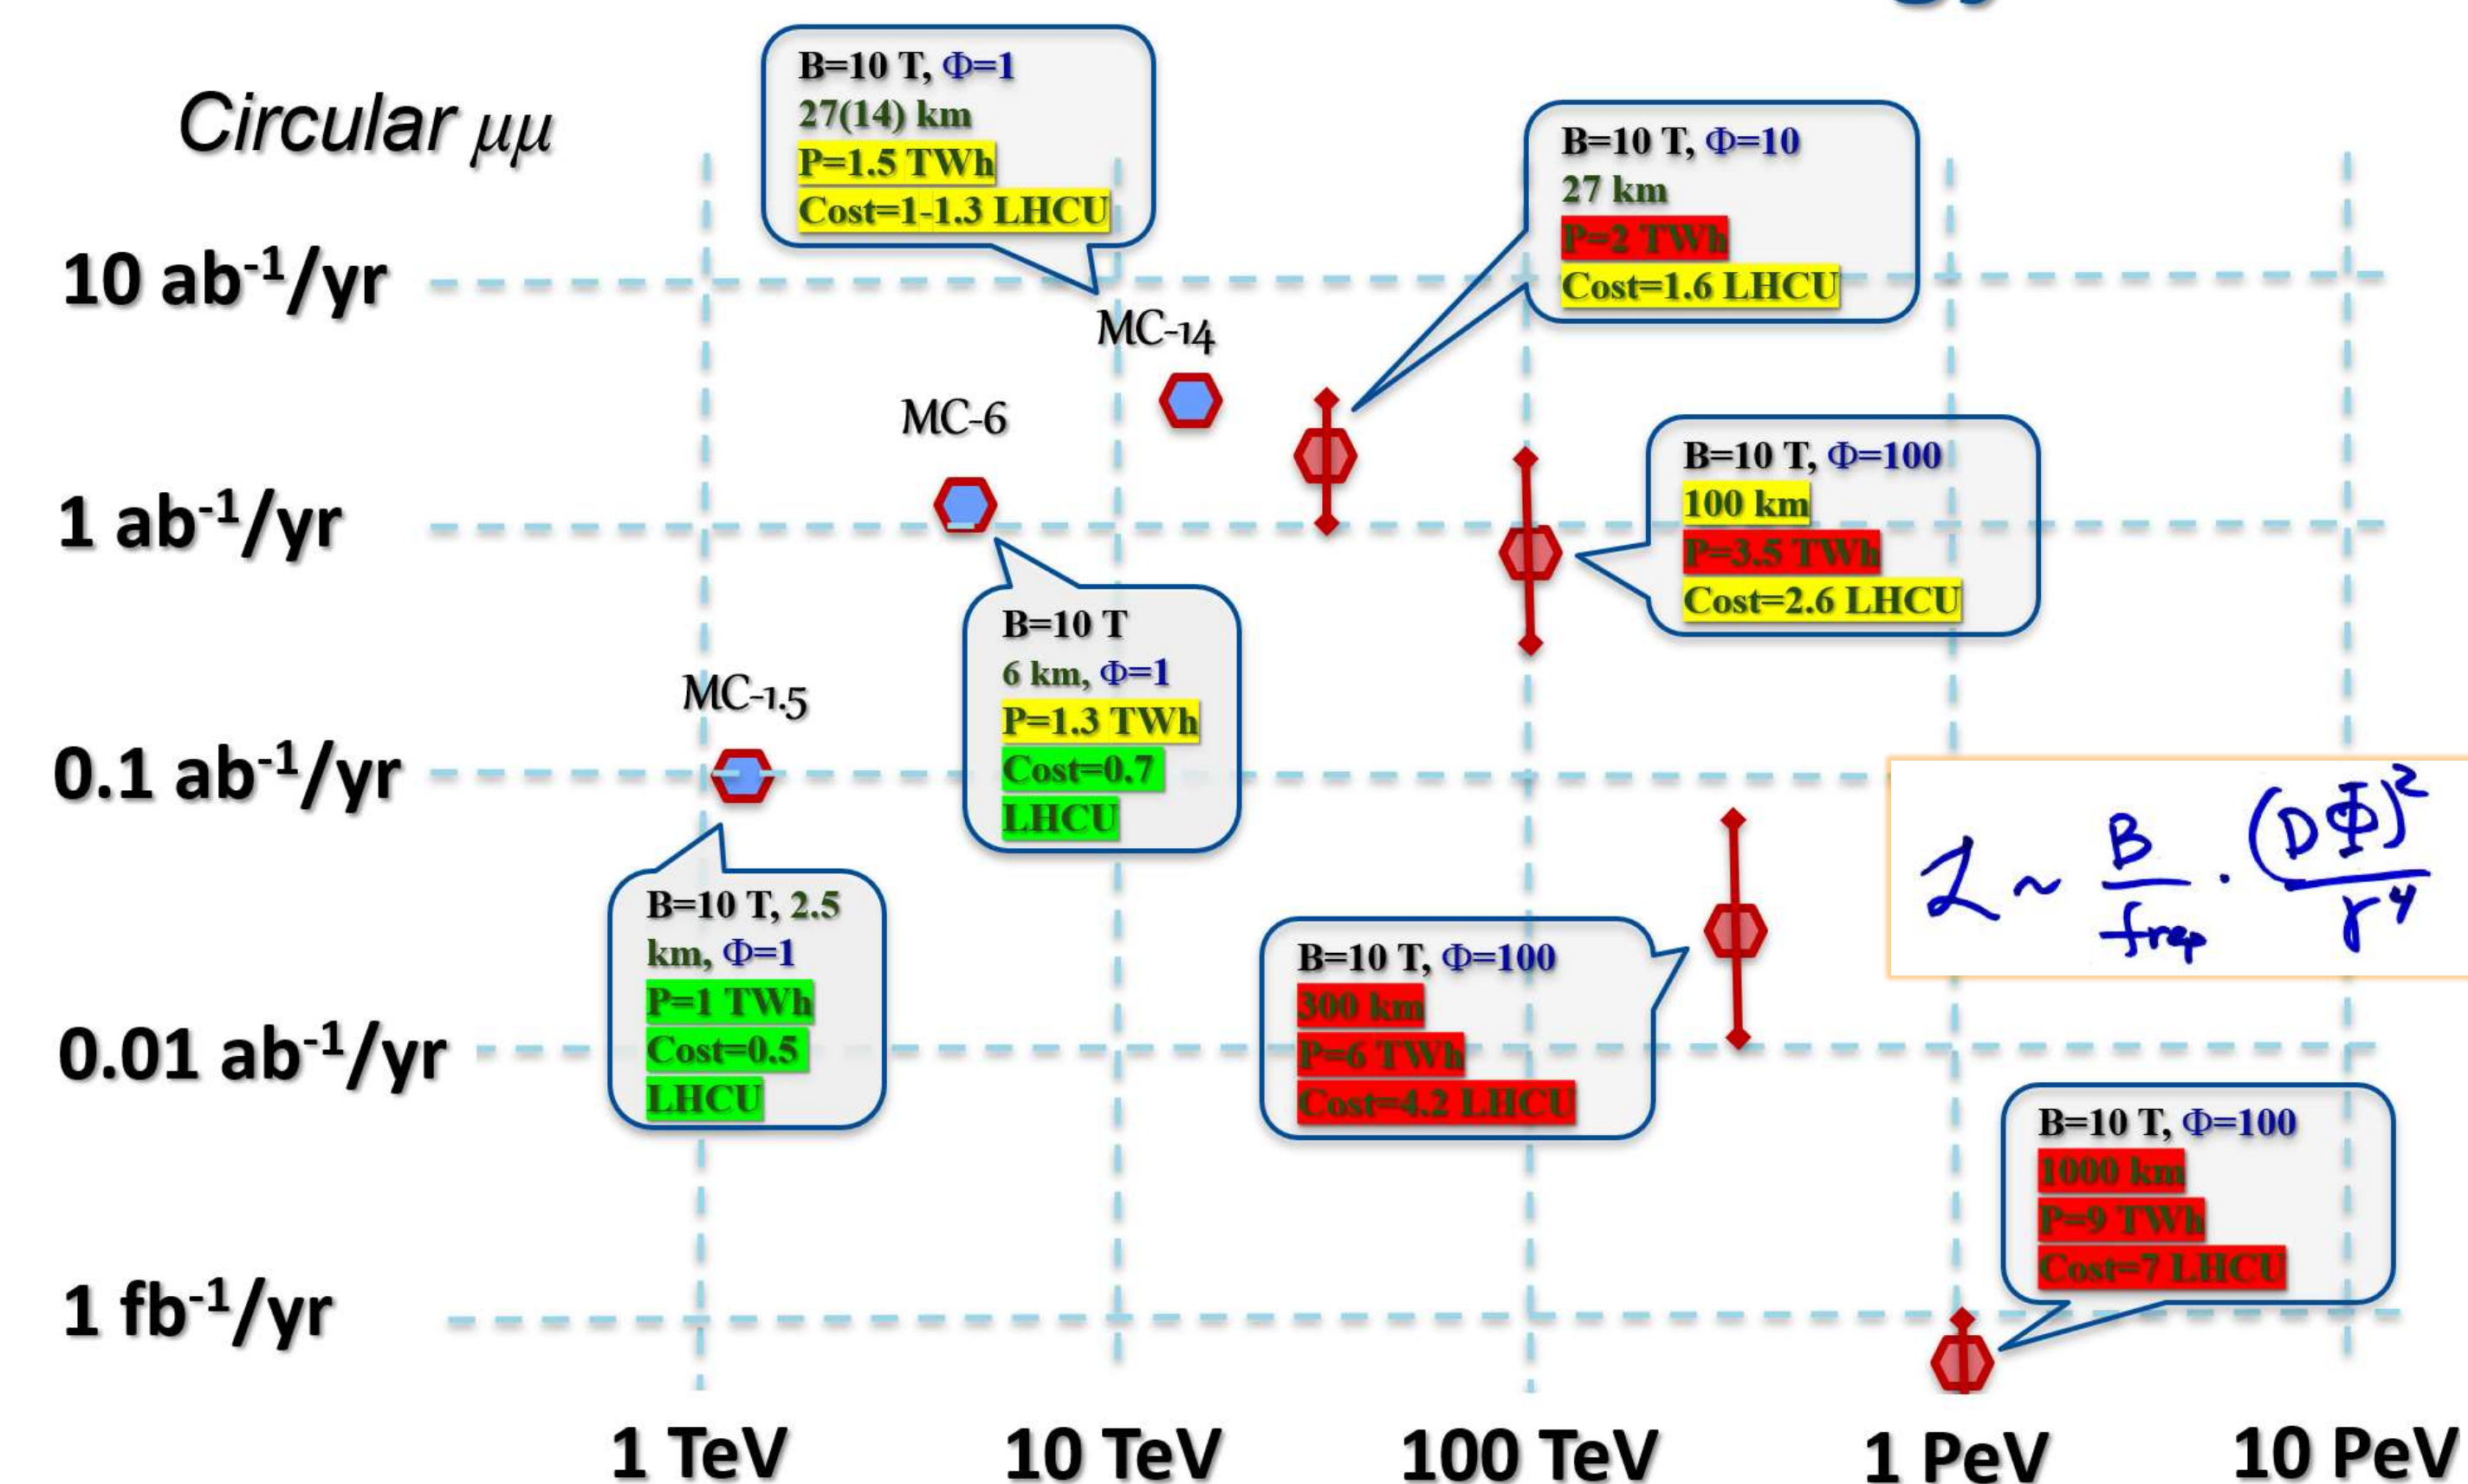 Circular μμ
B=10 T, Φ=1
27(14) km
P=1.5 TWh
Cost=1-1.3 LHCU
B=10 T, Φ=10
27 km
P=2 TWh
Cost=1.6 LHCU
10 ab-1/yr
MC-14
MC-6
B=10 T, Φ=100
100 km
P=3.5 TWh
Cost=2.6 LHCU
1 ab-1/yr
B=10 T
6 km, Φ=1
P=1.3 TWh
Cost=0.7
LHCU
MC-1.5
0.1 ab-1/yr
L ~ B/frep · (DΦ)²/γ⁴
B=10 T, 2.5
km, Φ=1
P=1 TWh
Cost=0.5
LHCU
B=10 T, Φ=100
300 km
P=6 TWh
Cost=4.2 LHCU
0.01 ab-1/yr
B=10 T, Φ=100
1000 km
P=9 TWh
Cost=7 LHCU
1 fb-1/yr
1 TeV
10 TeV
100 TeV
1 PeV
10 PeV